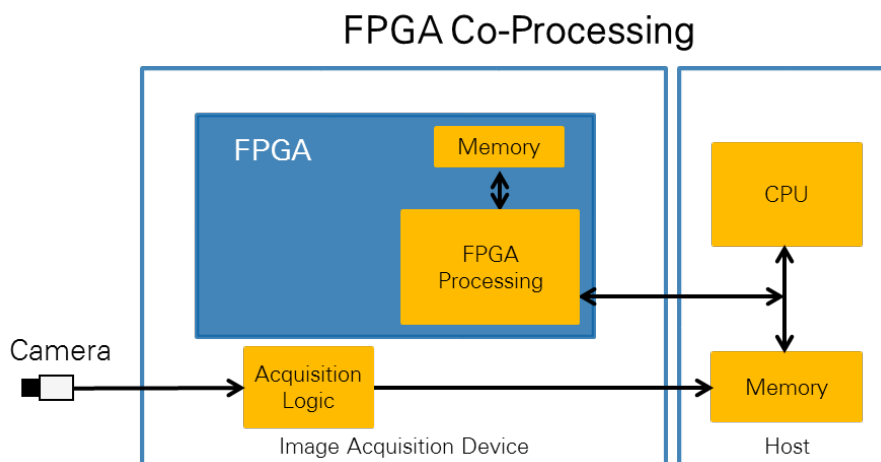 FPGA Co-Processing
FPGA
Memory
CPU
FPGA
Processing
Camera
Acquisition
Logic
Memory
Image Acquisition Device
Host